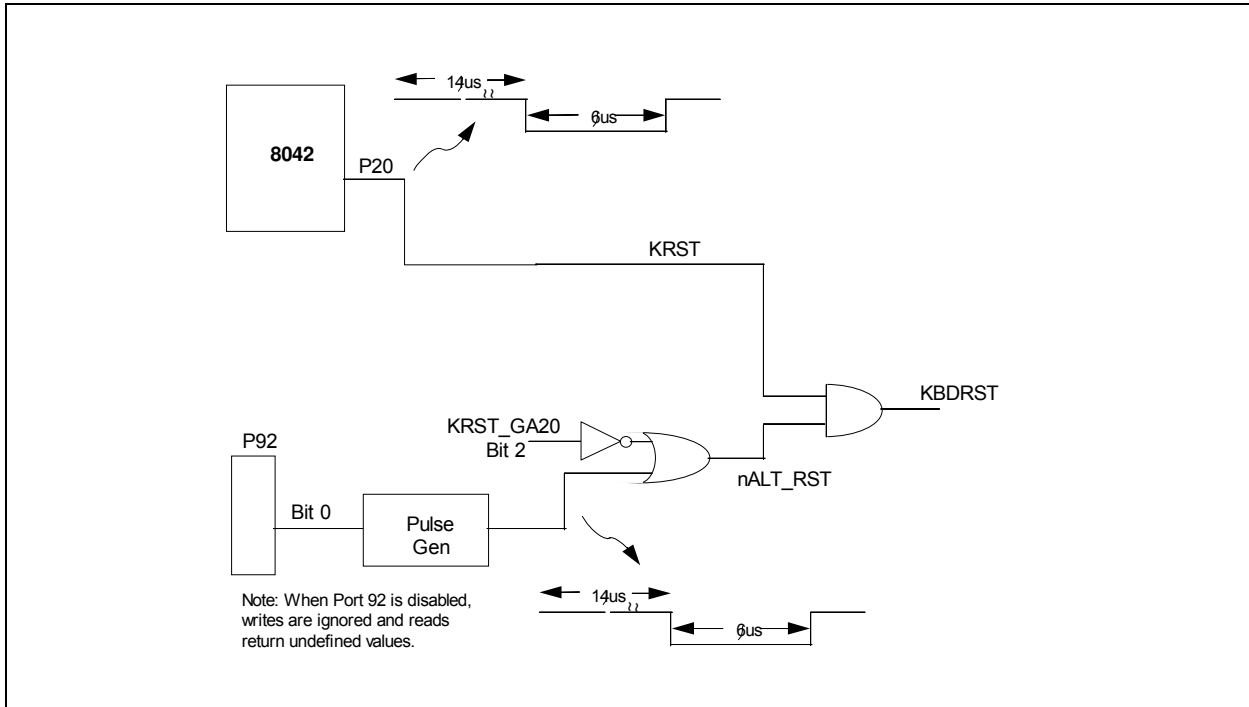 14us
6us
8042
P20
KRST
KBDRST
KRST_GA20
Bit 2
nALT_RST
P92
Bit 0
Pulse
Gen
14us
6us
Note: When Port 92 is disabled,
writes are ignored and reads
return undefined values.